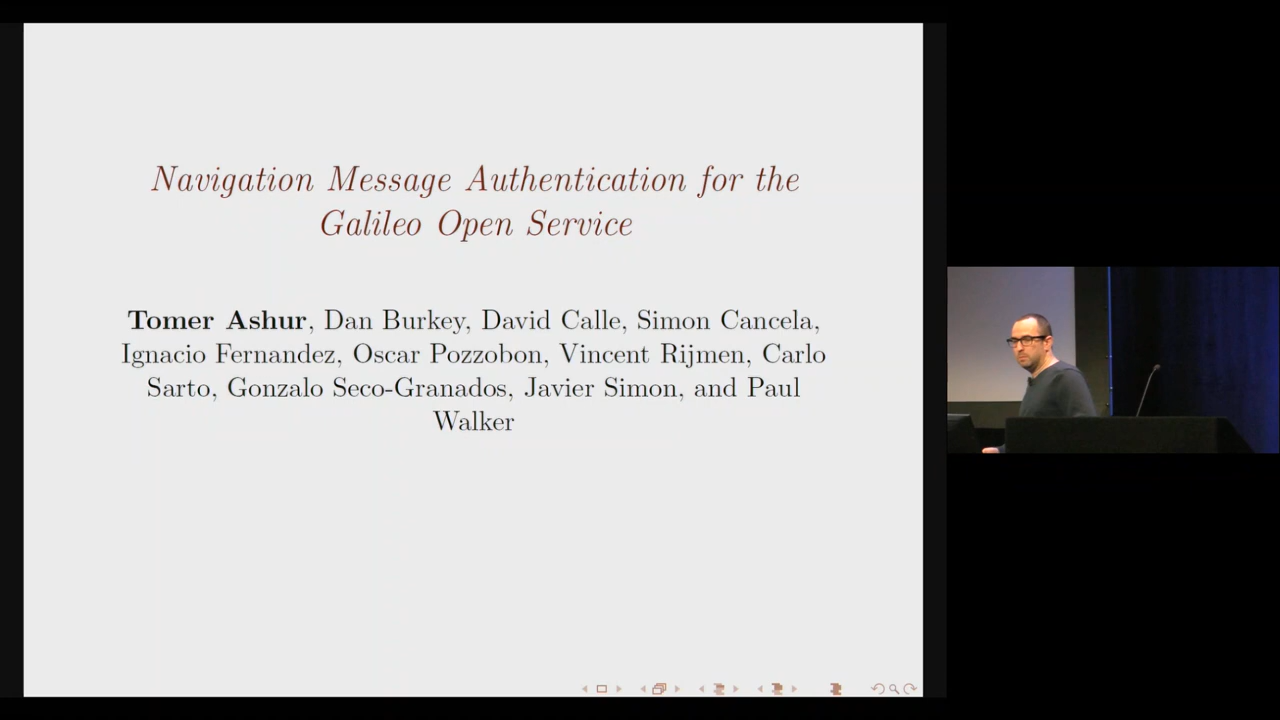 Navigation Message Authentication for the
Galileo Open Service
Tomer Ashur, Dan Burkey, David Calle, Simon Cancela,
Ignacio Fernandez, Oscar Pozzobon, Vincent Rijmen, Carlo
Sarto, Gonzalo Seco-Granados, Javier Simon, and Paul
Walker